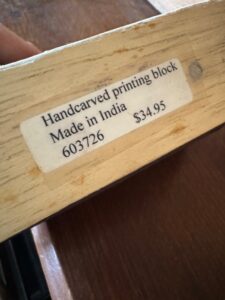 Handcarved printing block
Made in India
603726 $34.95